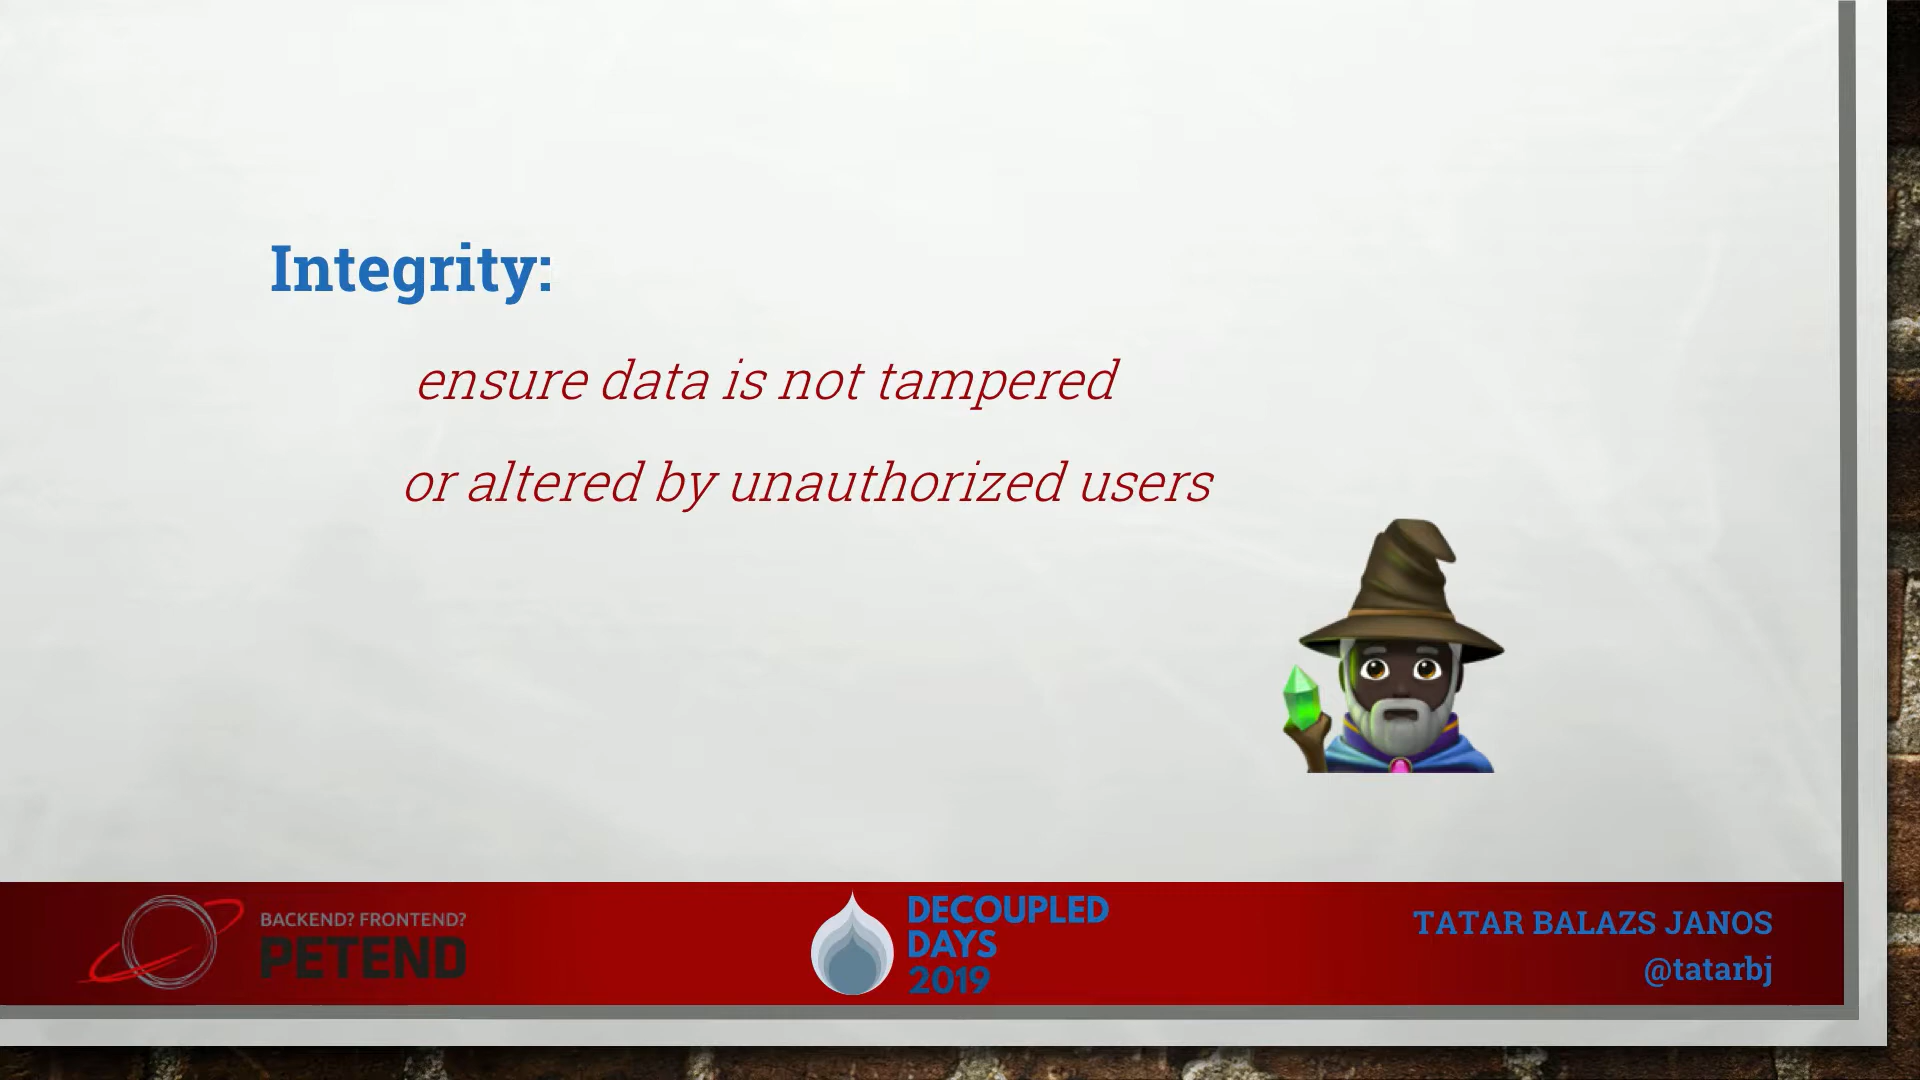 Integrity:
ensure data is not tampered
or altered by unauthorized users
BACKEND? FRONTEND?
PETEND
DECOUPLED
DAYS
2019
TATAR BALAZS JANOS
@tatarbj